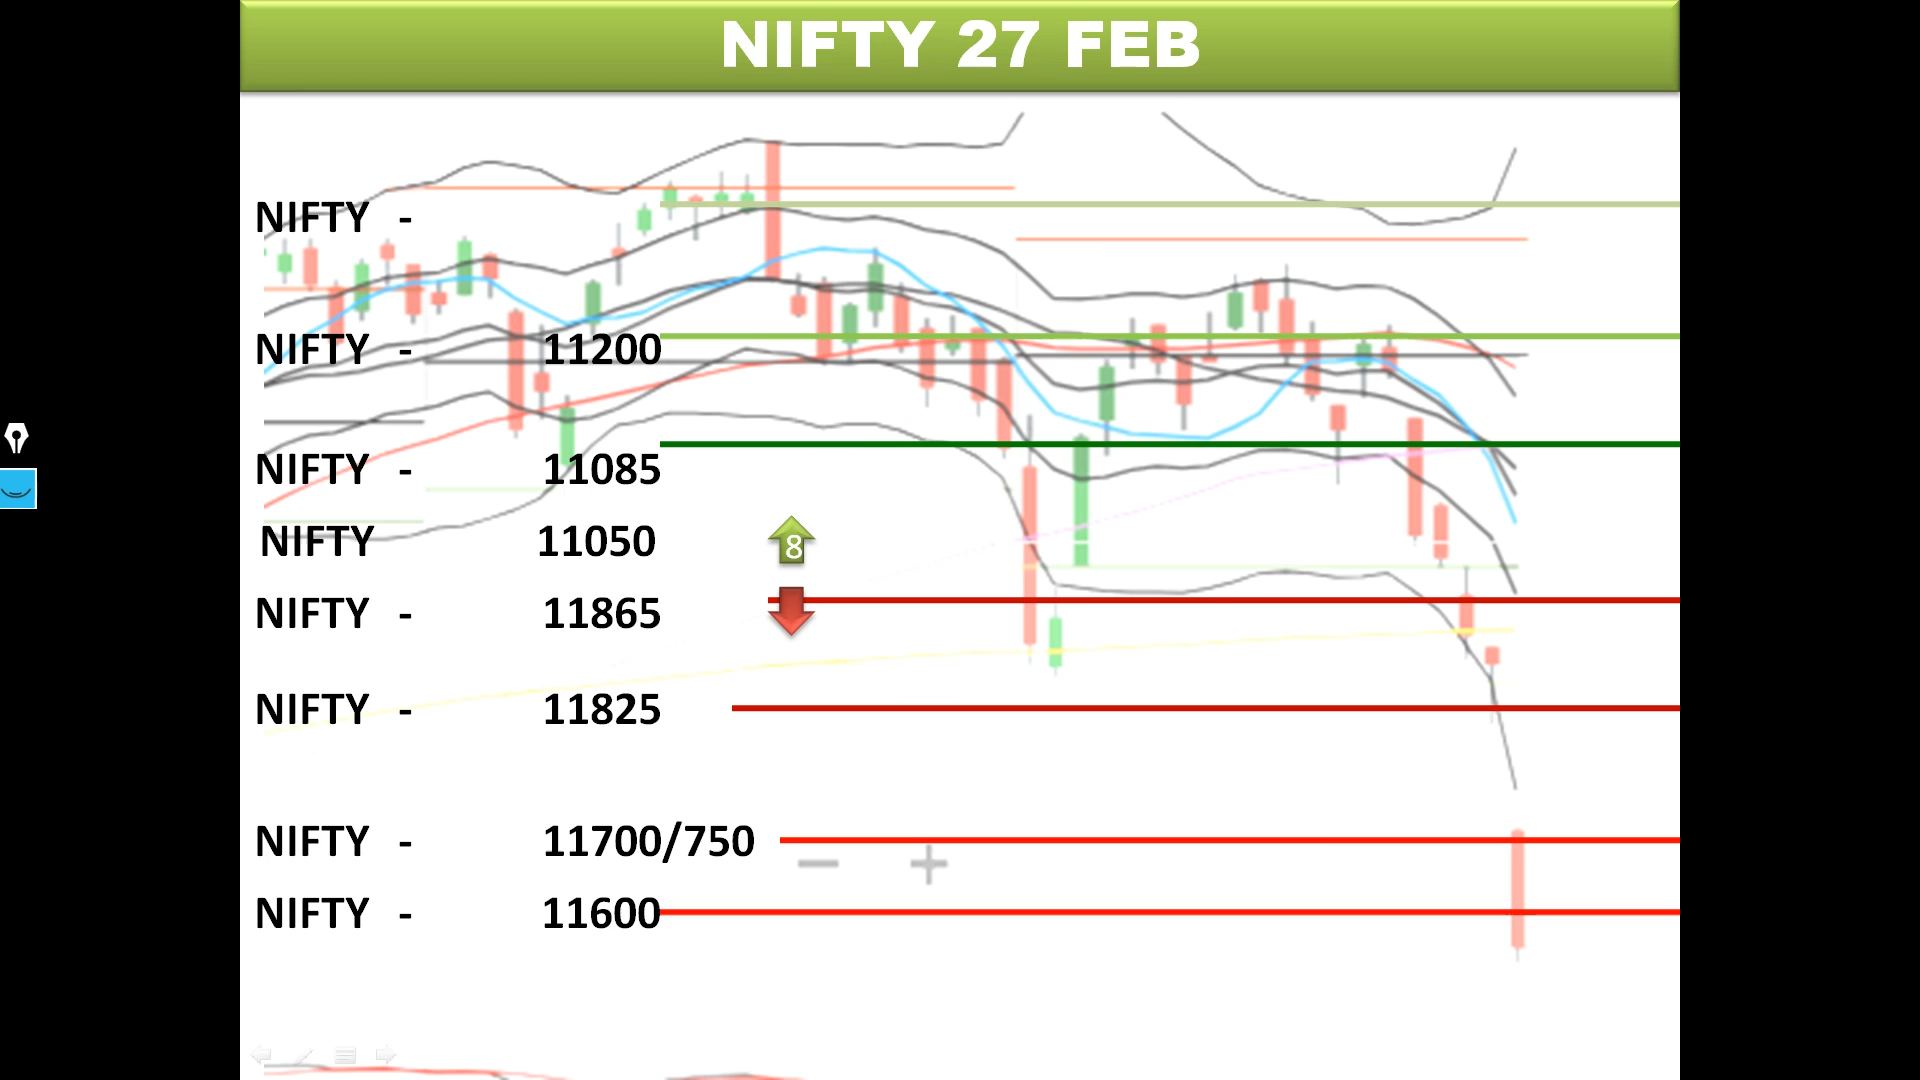 NIFTY 27 FEB
NIFTY -
NIFTY - 11200
NIFTY - 11085
NIFTY 11050 8
NIFTY - 11865
NIFTY - 11825
NIFTY - 11700/750
NIFTY - 11600